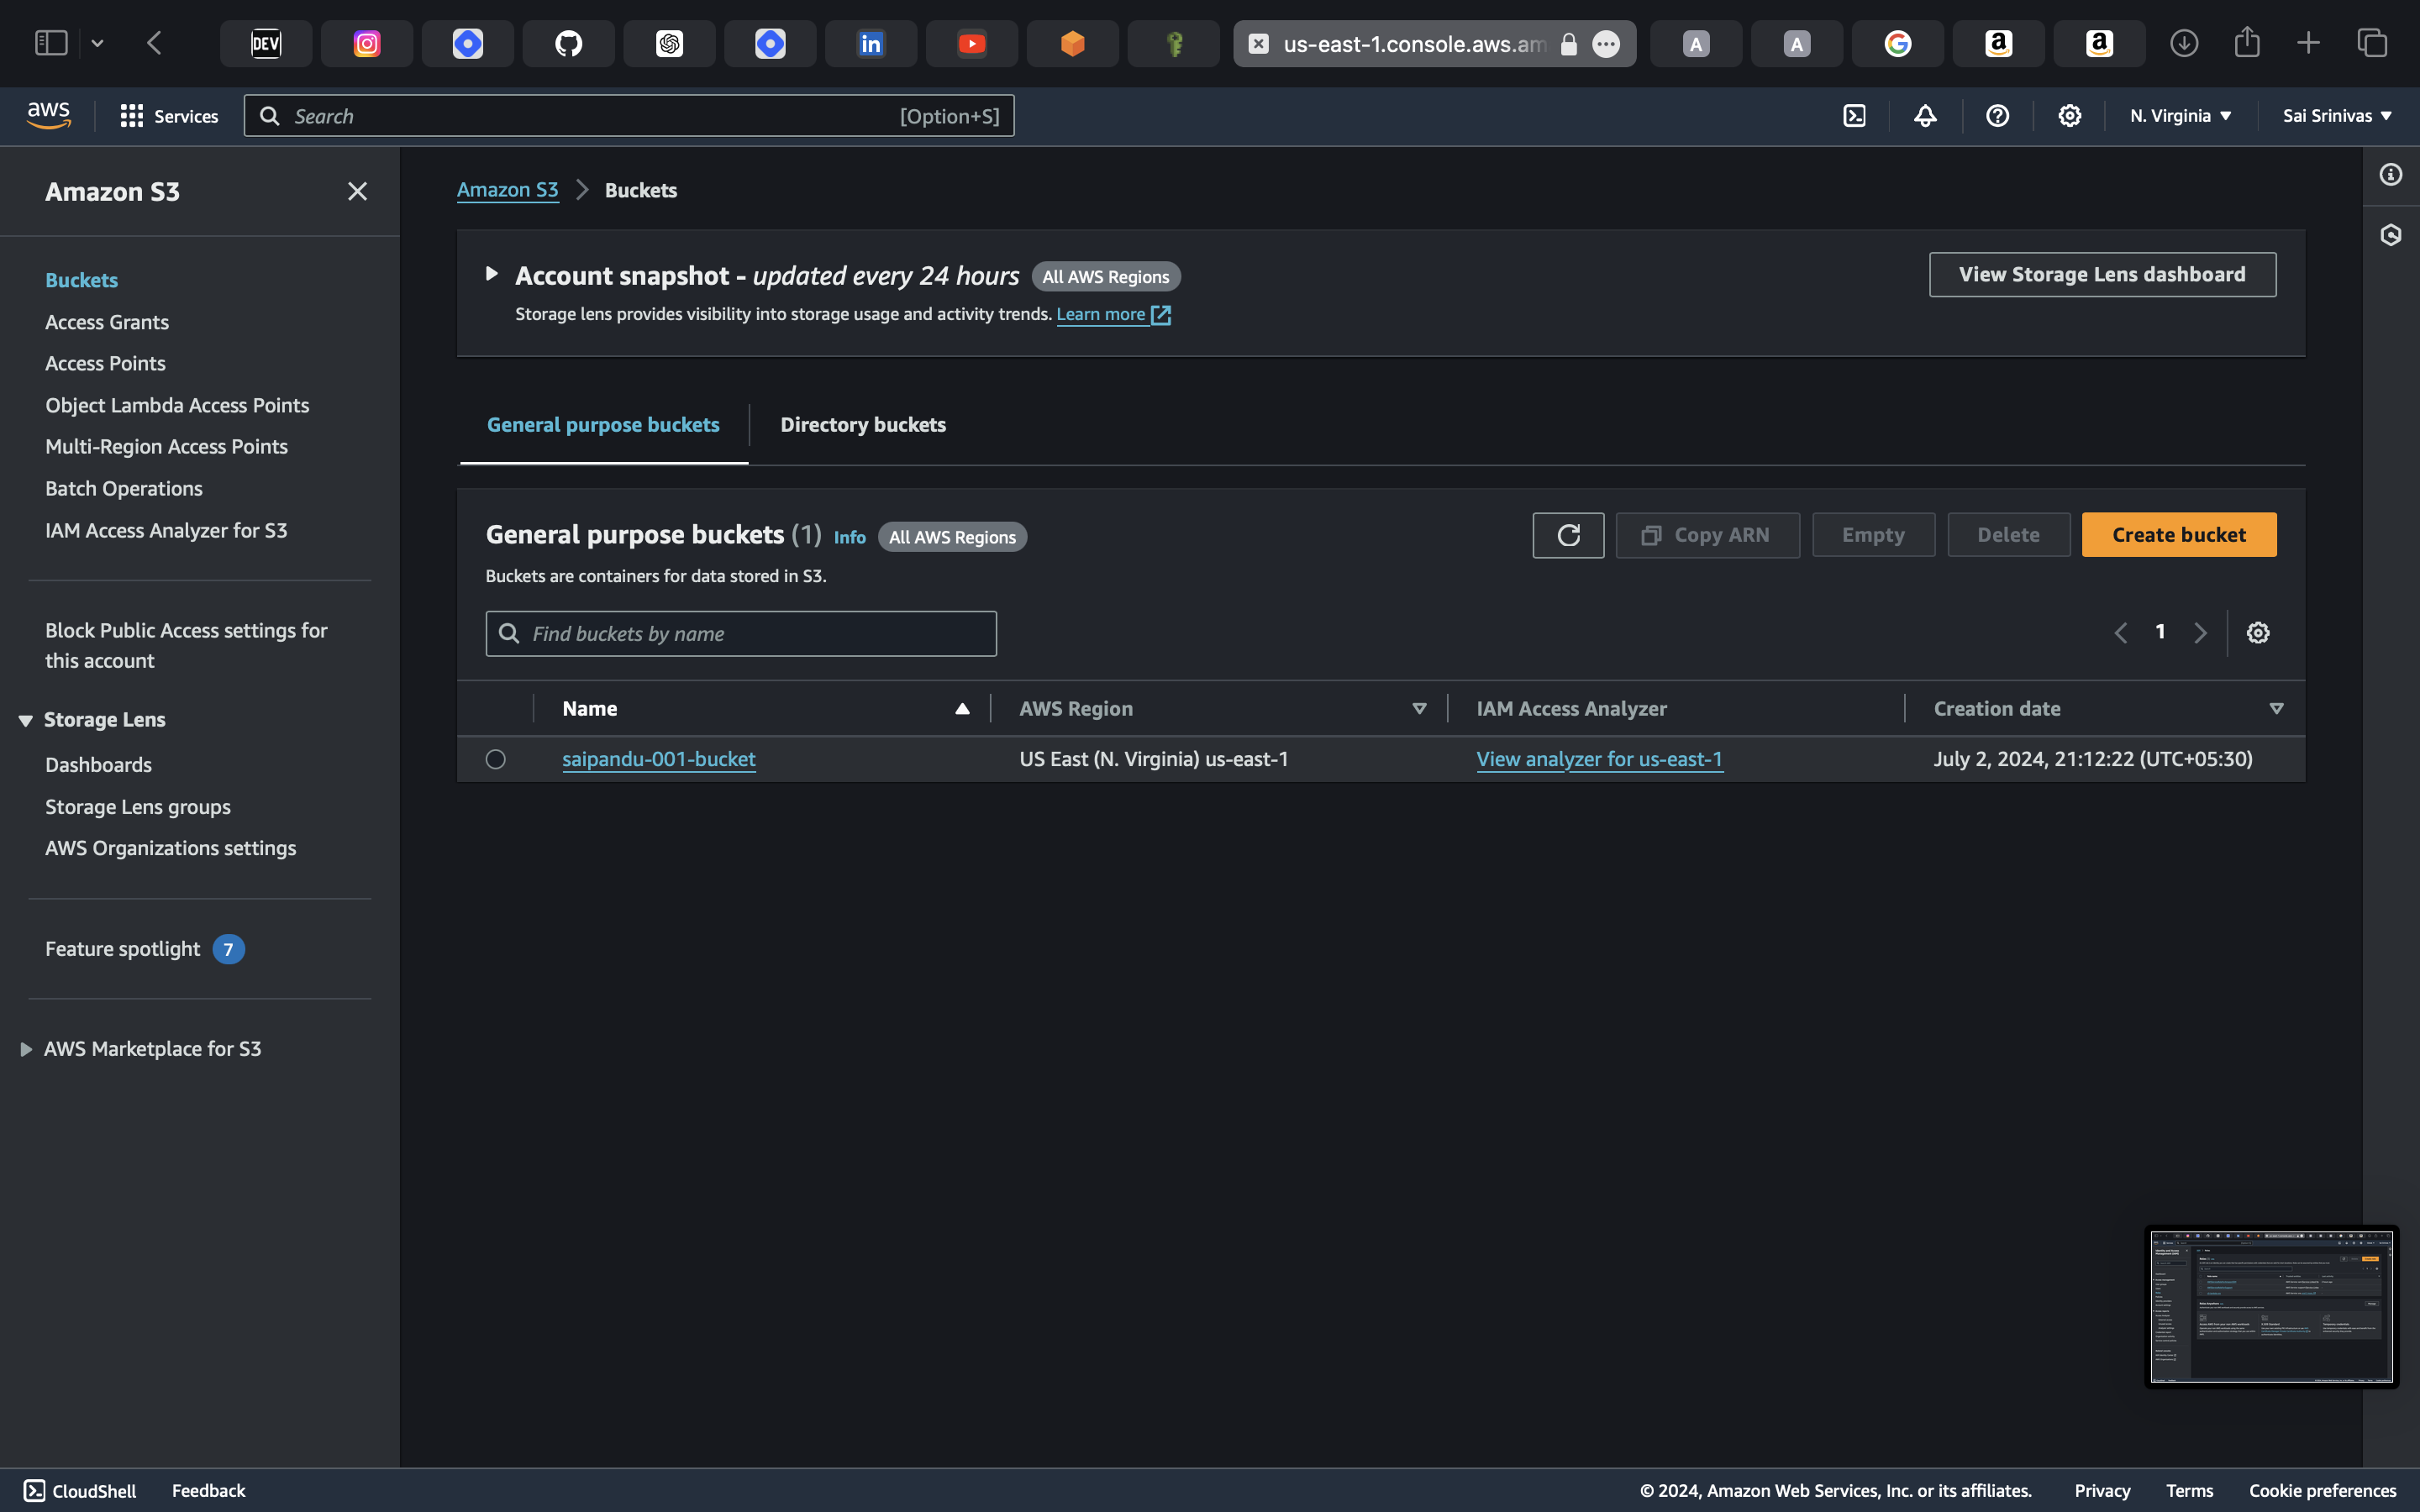 DEV
in
us-east-1.console.aws.am
A
A
G
a
a
aws
Services
Search
[Option+S]
N. Virginia
Sai Srinivas
Amazon S3
Buckets
Access Grants
Access Points
Object Lambda Access Points
Multi-Region Access Points
Batch Operations
IAM Access Analyzer for S3
Block Public Access settings for
this account
Storage Lens
Dashboards
Storage Lens groups
AWS Organizations settings
Feature spotlight 7
AWS Marketplace for S3
Amazon S3 > Buckets
Account snapshot - updated every 24 hours All AWS Regions
View Storage Lens dashboard
Storage lens provides visibility into storage usage and activity trends. Learn more
General purpose buckets
Directory buckets
General purpose buckets (1) Info All AWS Regions
Copy ARN
Empty
Delete
Create bucket
Buckets are containers for data stored in S3.
Find buckets by name
1
Name
AWS Region
IAM Access Analyzer
Creation date
saipandu-001-bucket
US East (N. Virginia) us-east-1
View analyzer for us-east-1
July 2, 2024, 21:12:22 (UTC+05:30)
CloudShell
Feedback
© 2024, Amazon Web Services, Inc. or its affiliates.
Privacy
Terms
Cookie preferences